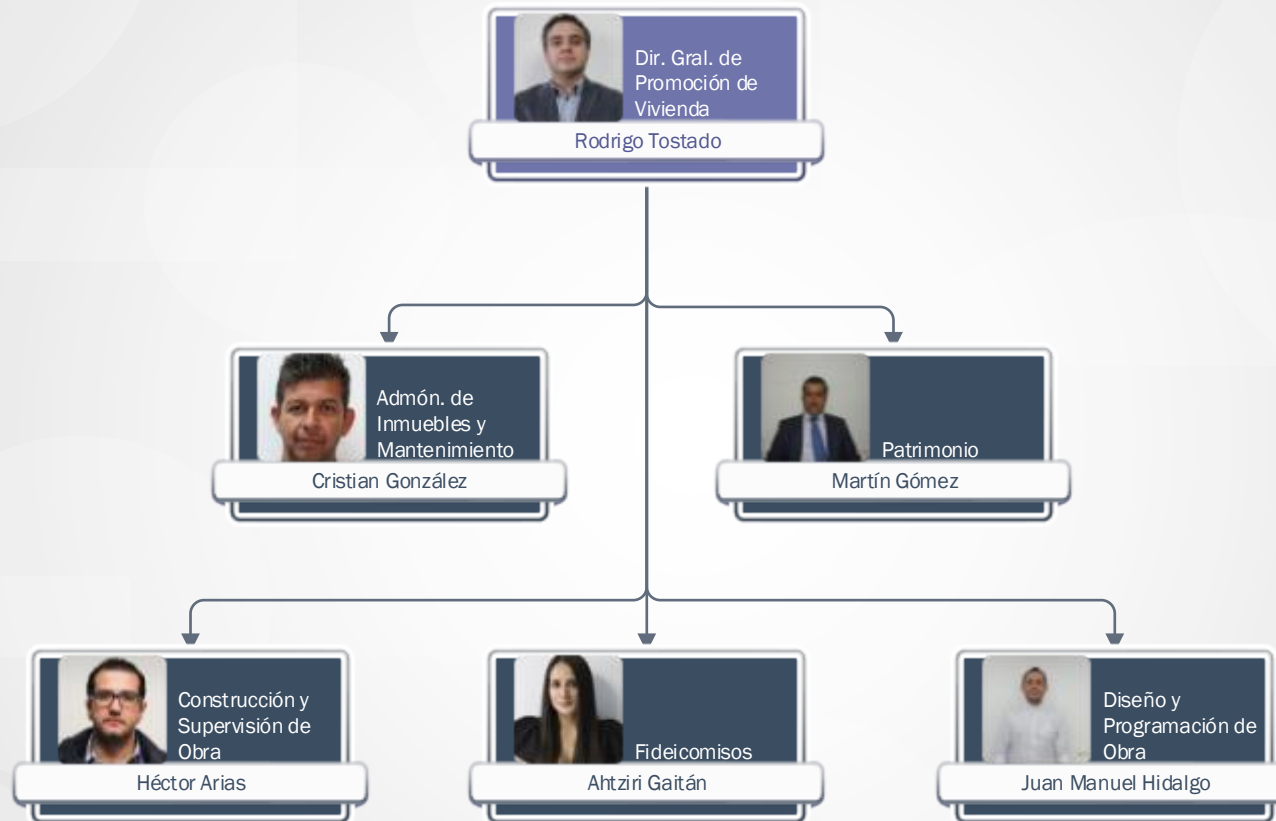 Dir. Gral. de
Promoción de
Vivienda
Rodrigo Tostado
Admón. de
Inmuebles y
Mantenimiento
Cristian González
Patrimonio
Martín Gómez
Construcción y
Supervisión de
Obra
Héctor Arias
Fideicomisos
Ahtziri Gaitán
Diseño y
Programación de
Obra
Juan Manuel Hidalgo